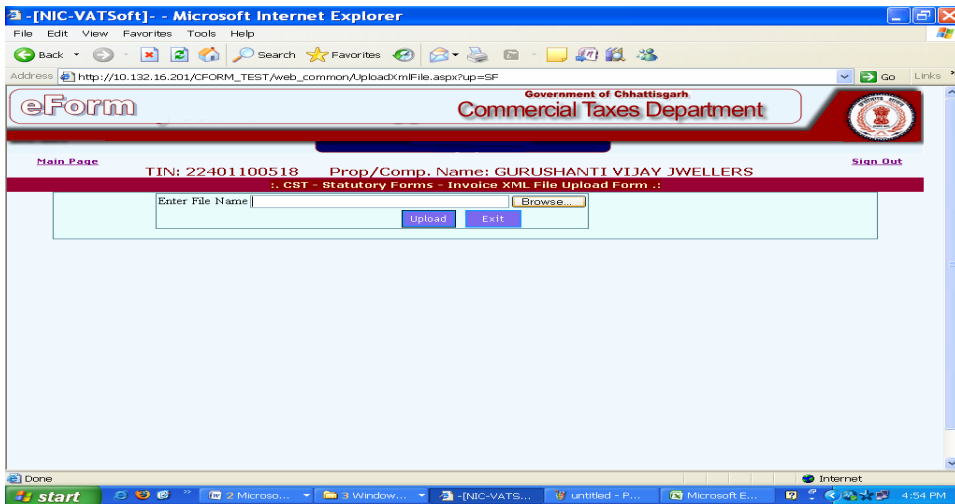 -[NIC-VATSoft]- - Microsoft Internet Explorer
File Edit View Favorites Tools Help
Back Search Favorites
Address http://10.132.16.201/CFORM_TEST/web_common/UploadXmlFile.aspx?up=SF Go Links
eForm
Government of Chhattisgarh
Commercial Taxes Department
Main Page Sign Out
TIN: 22401100518 Prop/Comp. Name: GURUSHANTI VIJAY JWELLERS
:. CST - Statutory Forms - Invoice XML File Upload Form .:
Enter File Name Browse...
Upload Exit
Done Internet
start 2 Microso... 3 Window... -[NIC-VATS... untitled - P... Microsoft E... 4:54 PM